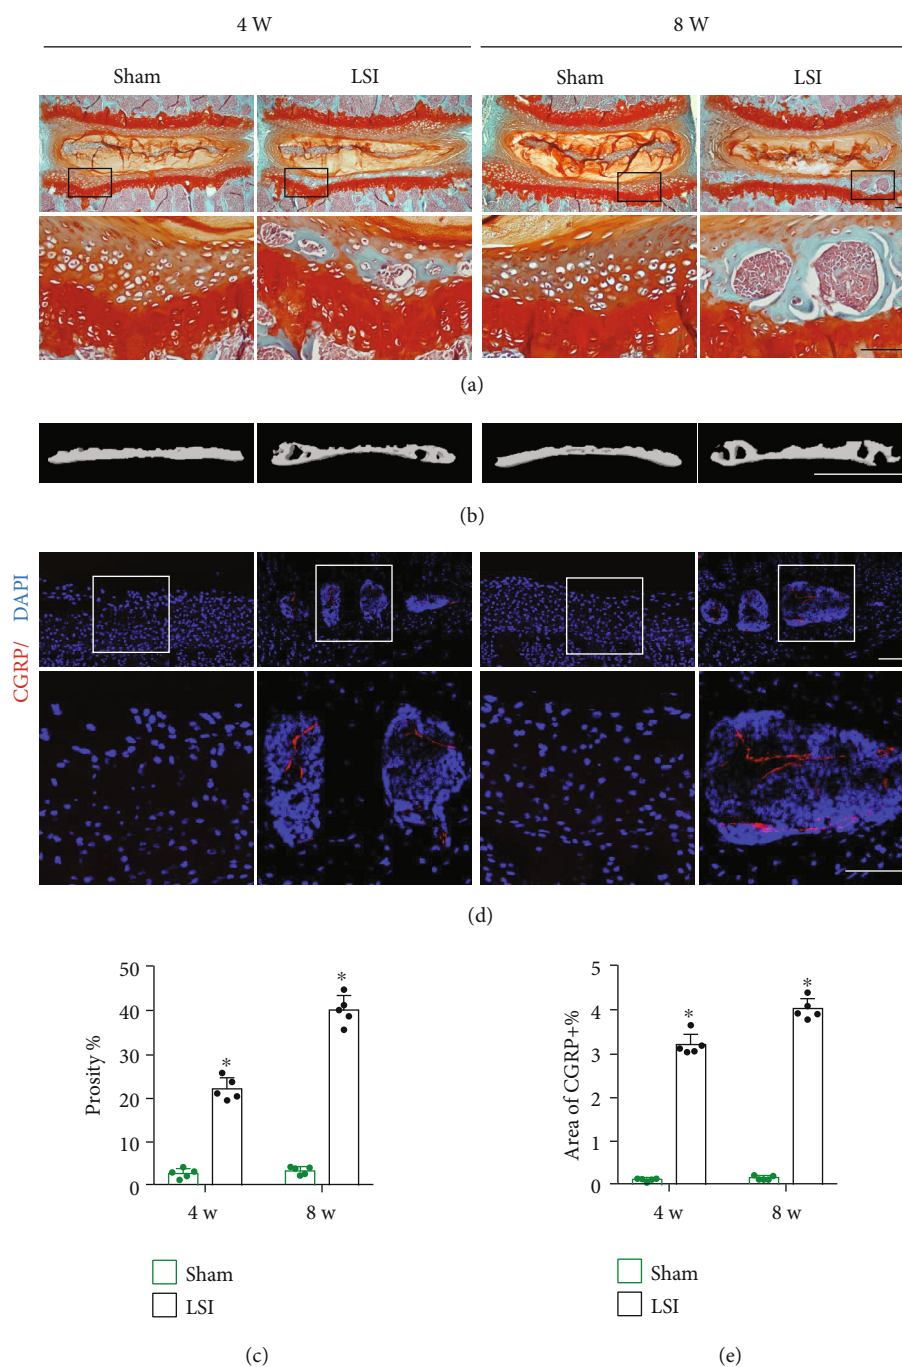 4 W 8 W
Sham LSI Sham LSI
(a)
(b)
CGRP/ DAPI
(d)
50
40
30
20
10
0
Prosity %
* *
4 w 8 w
Sham
LSI
(c)
5
4
3
2
1
0
Area of CGRP+%
* *
4 w 8 w
Sham
LSI
(e)